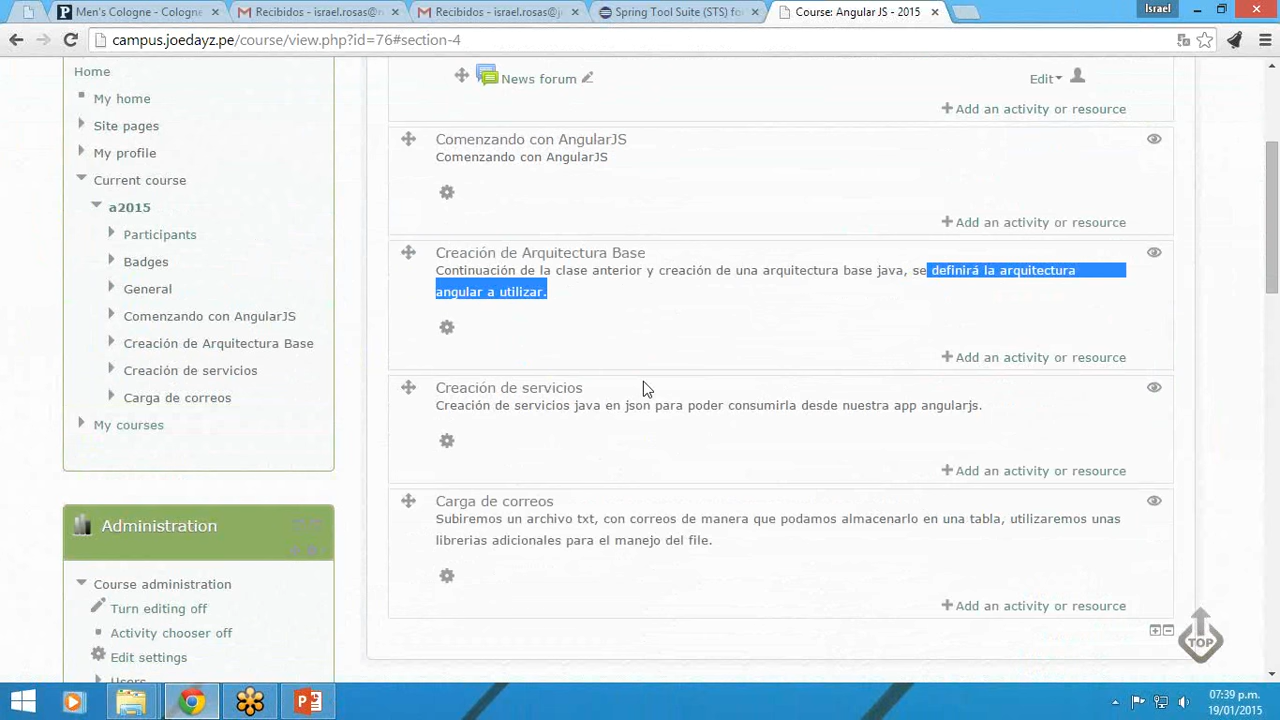 Men's Cologne - Cologne
Recibidos - israel.rosas@r
Recibidos - israel.rosas@j
Spring Tool Suite (STS) fo
Course: Angular JS - 2015
Israel
campus.joedayz.pe/course/view.php?id=76#section-4
Home
My home
Site pages
My profile
Current course
a2015
Participants
Badges
General
Comenzando con AngularJS
Creación de Arquitectura Base
Creación de servicios
Carga de correos
My courses
Administration
Course administration
Turn editing off
Activity chooser off
Edit settings
Users
News forum
Edit
Add an activity or resource
Comenzando con AngularJS
Comenzando con AngularJS
Add an activity or resource
Creación de Arquitectura Base
Continuación de la clase anterior y creación de una arquitectura base java, se definirá la arquitectura
angular a utilizar.
Add an activity or resource
Creación de servicios
Creación de servicios java en json para poder consumirla desde nuestra app angularjs.
Add an activity or resource
Carga de correos
Subiremos un archivo txt, con correos de manera que podamos almacenarlo en una tabla, utilizaremos unas
librerias adicionales para el manejo del file.
Add an activity or resource
TOP
07:39 p.m.
19/01/2015